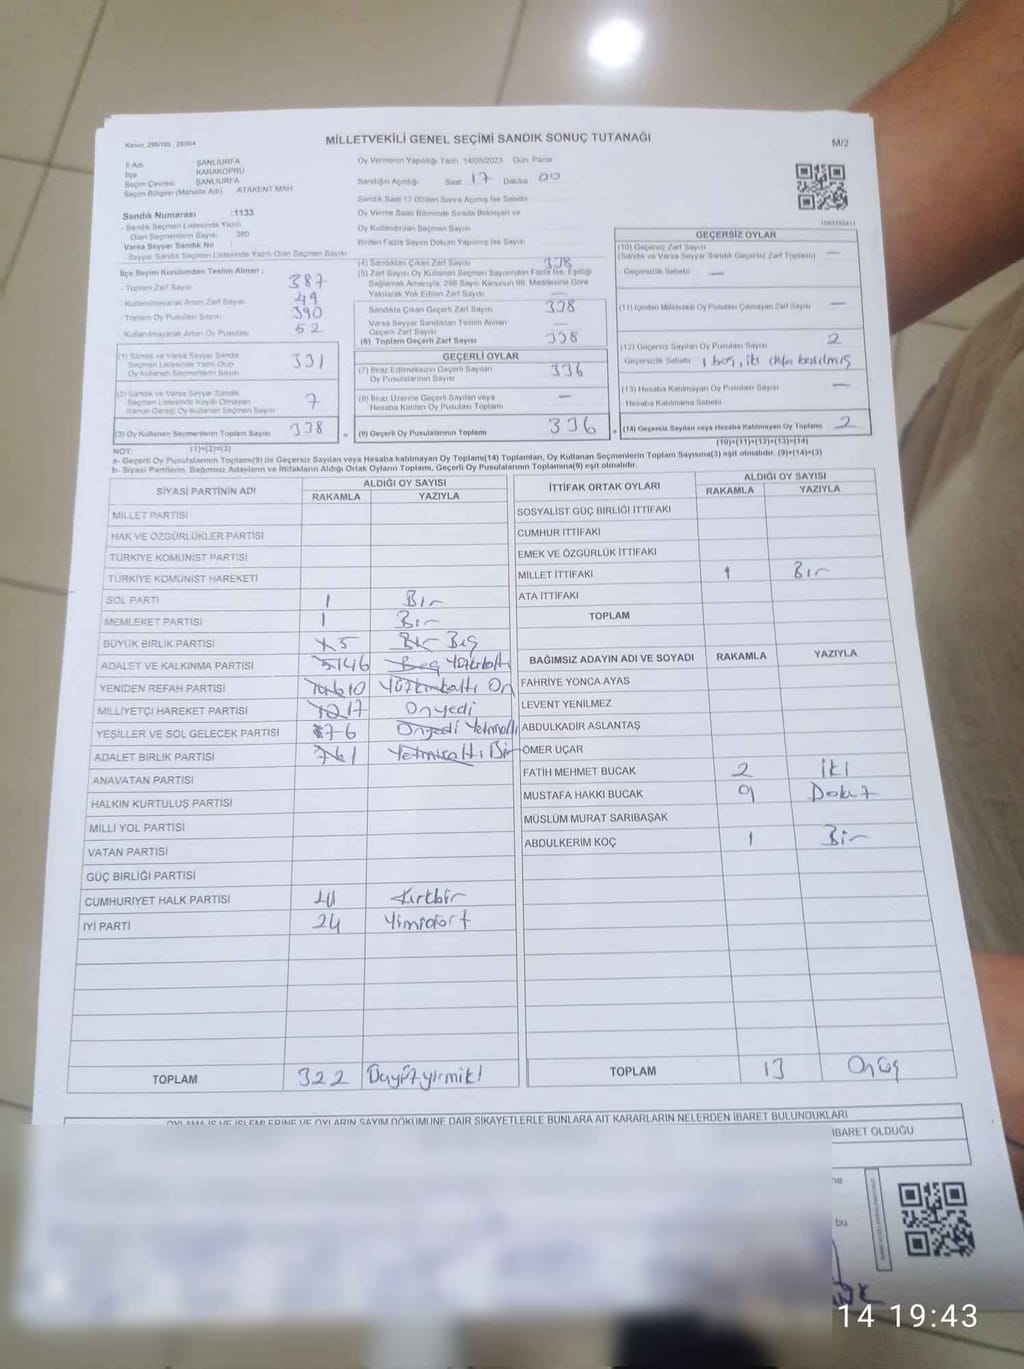 MİLLETVEKİLİ GENEL SEÇİMİ SANDIK SONUÇ TUTANAĞI
M/2
İl Adı ŞANLIURFA
İlçe KARAKÖPRÜ
Seçim Çevresi ŞANLIURFA
Seçim Bölgesi (Mahalle Adı) ATAKENT MAH
Oy Vermenin Yapıldığı Tarih 14/05/2023 Gün Pazar
Sandığın Açıldığı Saat 17 Dakika 00
Sandık Saat 17.00'den Sonra Açılmış İse Sebebi
Oy Verme Saati Bitiminde Sırada Bekleyen ve
Oy Kullandırılan Seçmen Sayısı
Birden Fazla Sayım Döküm Yapılmış İse Sayısı
Sandık Numarası :1133
- Sandık Seçmen Listesinde Yazılı
Olan Seçmenlerin Sayısı 380
Varsa Seyyar Sandık No
- Seyyar Sandık Seçmen Listesinde Yazılı Olan Seçmen Sayısı
İlçe Seçim Kurulundan Teslim Alınan :
- Toplam Zarf Sayısı 387
- Kullanılmayarak Artan Zarf Sayısı 49
- Toplam Oy Pusulası Sayısı 390
- Kullanılmayarak Artan Oy Pusulası 52
(1) Sandık ve Varsa Seyyar Sandık
Seçmen Listesinde Yazılı Olup
Oy Kullanan Seçmenlerin Sayısı 331
(2) Sandık ve Varsa Seyyar Sandık
Seçmen Listesinde Kayıtlı Olmayan
Kanun Gereği Oy Kullanan Seçmen Sayısı 7
(3) Oy Kullanan Seçmenlerin Toplam Sayısı 338
(1)+(2)=(3)
(4) Sandıktan Çıkan Zarf Sayısı 338
(5) Zarf Sayısı Oy Kullanan Seçmen Sayısından Fazla İse, Eşitliği
Sağlamak Amacıyla, 298 Sayılı Kanunun 98. Maddesine Göre
Yakılarak Yok Edilen Zarf Sayısı —
Sandıkta Çıkan Geçerli Zarf Sayısı 338
Varsa Seyyar Sandıktan Teslim Alınan
Geçerli Zarf Sayısı —
(6) Toplam Geçerli Zarf Sayısı 338
GEÇERLİ OYLAR
(7) İtiraz Edilmeksizin Geçerli Sayılan
Oy Pusulalarının Sayısı 336
(8) İtiraz Üzerine Geçerli Sayılan veya
Hesaba Katılan Oy Pusulası Toplamı —
(9) Geçerli Oy Pusulalarının Toplamı 336
GEÇERSİZ OYLAR
(10) Geçersiz Zarf Sayısı
(Sandık ve Varsa Seyyar Sandık Geçersiz Zarf Toplamı) —
- Geçersizlik Sebebi —
(11) İçinden Milletvekili Oy Pusulası Çıkmayan Zarf Sayısı —
(12) Geçersiz Sayılan Oy Pusulası Sayısı 2
Geçersizlik Sebebi 1 boş, iki defa basılmış
(13) Hesaba Katılmayan Oy Pusulası Sayısı —
- Hesaba Katılmama Sebebi
(14) Geçersiz Sayılan veya Hesaba Katılmayan Oy Toplamı 2
(10)+(11)+(12)+(13)=(14)
NOT:
a- Geçerli Oy Pusulalarının Toplamı(9) ile Geçersiz Sayılan veya Hesaba katılmayan Oy Toplamı(14) Toplamları, Oy Kullanan Seçmenlerin Toplam Sayısına(3) eşit olmalıdır. (9)+(14)=(3)
b- Siyasi Partilerin, Bağımsız Adayların ve İttifakların Aldığı Ortak Oyların Toplamı, Geçerli Oy Pusulalarının Toplamına(9) eşit olmalıdır.
SİYASİ PARTİNİN ADI ALDIĞI OY SAYISI
RAKAMLA YAZIYLA
MİLLET PARTİSİ
HAK VE ÖZGÜRLÜKLER PARTİSİ
TÜRKİYE KOMÜNİST PARTİSİ
TÜRKİYE KOMÜNİST HAREKETİ
SOL PARTİ 1 Bir
MEMLEKET PARTİSİ 1 Bir
BÜYÜK BİRLİK PARTİSİ 5 Bir Beş
ADALET VE KALKINMA PARTİSİ 5 146 Beş Yüzkırkaltı
YENİDEN REFAH PARTİSİ 146 10 Yüzkırkaltı On
MİLLİYETÇİ HAREKET PARTİSİ 17 Onyedi
YEŞİLLER VE SOL GELECEK PARTİSİ 76 Onyedi Yetmişaltı
ADALET BİRLİK PARTİSİ 76 1 Yetmişaltı Bir
ANAVATAN PARTİSİ
HALKIN KURTULUŞ PARTİSİ
MİLLİ YOL PARTİSİ
VATAN PARTİSİ
GÜÇ BİRLİĞİ PARTİSİ
CUMHURİYET HALK PARTİSİ 41 Kırkbir
İYİ PARTİ 24 Yirmidört
TOPLAM 322 Üçyüzyirmiki
İTTİFAK ORTAK OYLARI ALDIĞI OY SAYISI
RAKAMLA YAZIYLA
SOSYALİST GÜÇ BİRLİĞİ İTTİFAKI
CUMHUR İTTİFAKI
EMEK VE ÖZGÜRLÜK İTTİFAKI
MİLLET İTTİFAKI 1 Bir
ATA İTTİFAKI
TOPLAM
BAĞIMSIZ ADAYIN ADI VE SOYADI RAKAMLA YAZIYLA
FAHRİYE YONCA AYAS
LEVENT YENİLMEZ
ABDULKADİR ASLANTAŞ
ÖMER UÇAR
FATİH MEHMET BUCAK 2 İki
MUSTAFA HAKKI BUCAK 9 Dokuz
MÜSLÜM MURAT SARIBAŞAK
ABDULKERİM KOÇ 1 Bir
TOPLAM 13 Onüç
OYLAMA İŞ VE İŞLEMLERİNE VE OYLARIN SAYIM DÖKÜMÜNE DAİR ŞİKAYETLERLE BUNLARA AİT KARARLARIN NELERDEN İBARET BULUNDUKLARI
İBARET OLDUĞU
bu
14 19:43